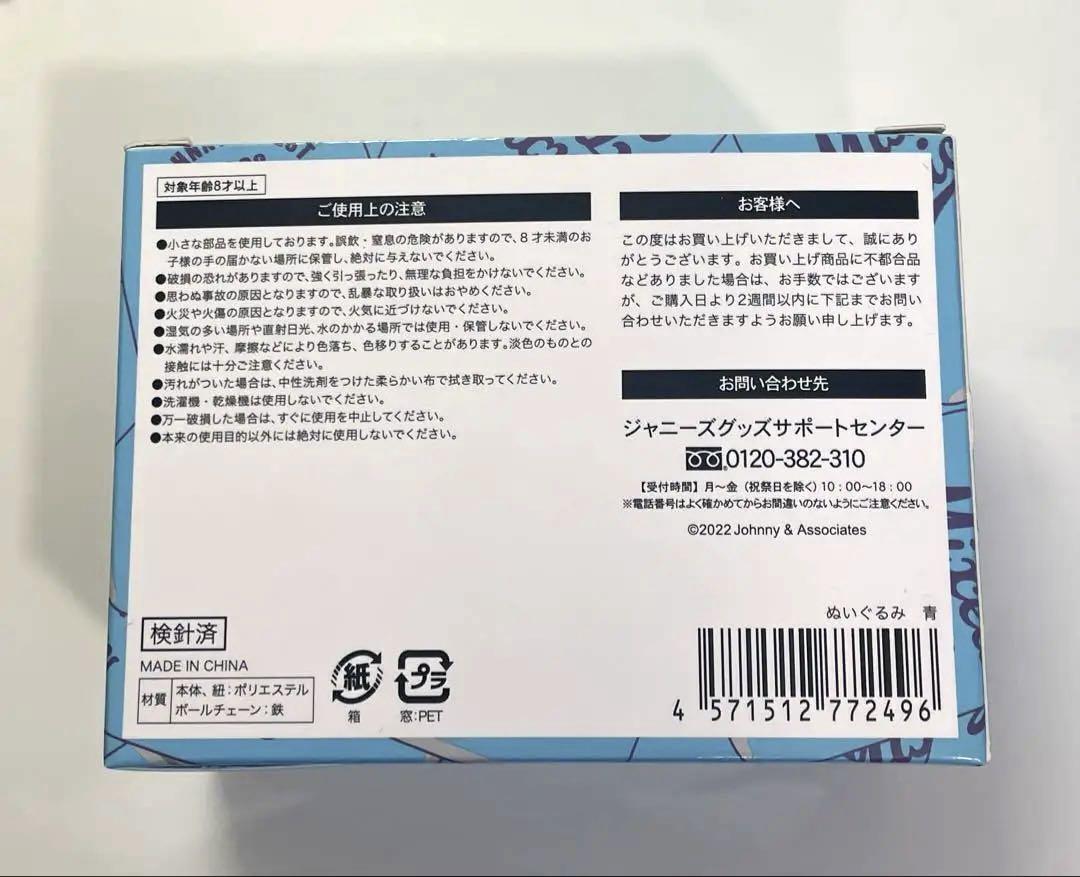 対象年齢8才以上
ご使用上の注意
●小さな部品を使用しております。誤飲・窒息の危険がありますので、8才未満のお
子様の手の届かない場所に保管し、絶対に与えないでください。
●破損の恐れがありますので、強く引っ張ったり、無理な負担をかけないでください。
●思わぬ事故の原因となりますので、乱暴な取り扱いはおやめください。
●火災や火傷の原因となりますので、火気に近づけないでください。
●湿気の多い場所や直射日光、水のかかる場所では使用・保管しないでください。
●水濡れや汗、摩擦などにより色落ち、色移りすることがあります。淡色のものとの
接触には十分ご注意ください。
●汚れがついた場合は、中性洗剤をつけた柔らかい布で拭き取ってください。
●洗濯機・乾燥機は使用しないでください。
●万一破損した場合は、すぐに使用を中止してください。
●本来の使用目的以外には絶対に使用しないでください。
お客様へ
この度はお買い上げいただきまして、誠にあり
がとうございます。お買い上げ商品に不都合品
などありました場合は、お手数ではございます
が、ご購入日より2週間以内に下記までお問い
合わせいただきますようお願い申し上げます。
お問い合わせ先
ジャニーズグッズサポートセンター
0120-382-310
【受付時間】月〜金（祝祭日を除く）10：00〜18：00
※電話番号はよく確かめてからお間違いのないようにご注意ください。
©2022 Johnny & Associates
検針済
MADE IN CHINA
材質
本体、紐：ポリエステル
ボールチェーン：鉄
紙
箱
プラ
窓：PET
ぬいぐるみ　青
4 571512 772496